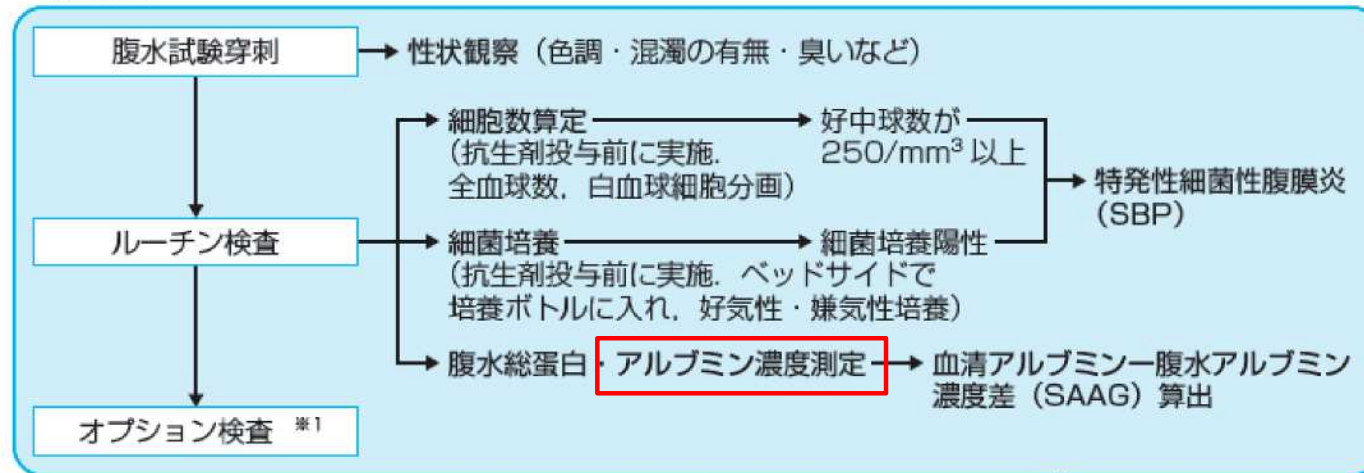 腹水試験穿刺
性状観察（色調・混濁の有無・臭いなど）
細胞数算定
（抗生剤投与前に実施．
全血球数，白血球細胞分画）
好中球数が
250/mm³ 以上
特発性細菌性腹膜炎
（SBP）
ルーチン検査
細菌培養
（抗生剤投与前に実施．ベッドサイドで
培養ボトルに入れ，好気性・嫌気性培養）
細菌培養陽性
腹水総蛋白・アルブミン濃度測定
血清アルブミンー腹水アルブミン
濃度差（SAAG）算出
オプション検査 ※1